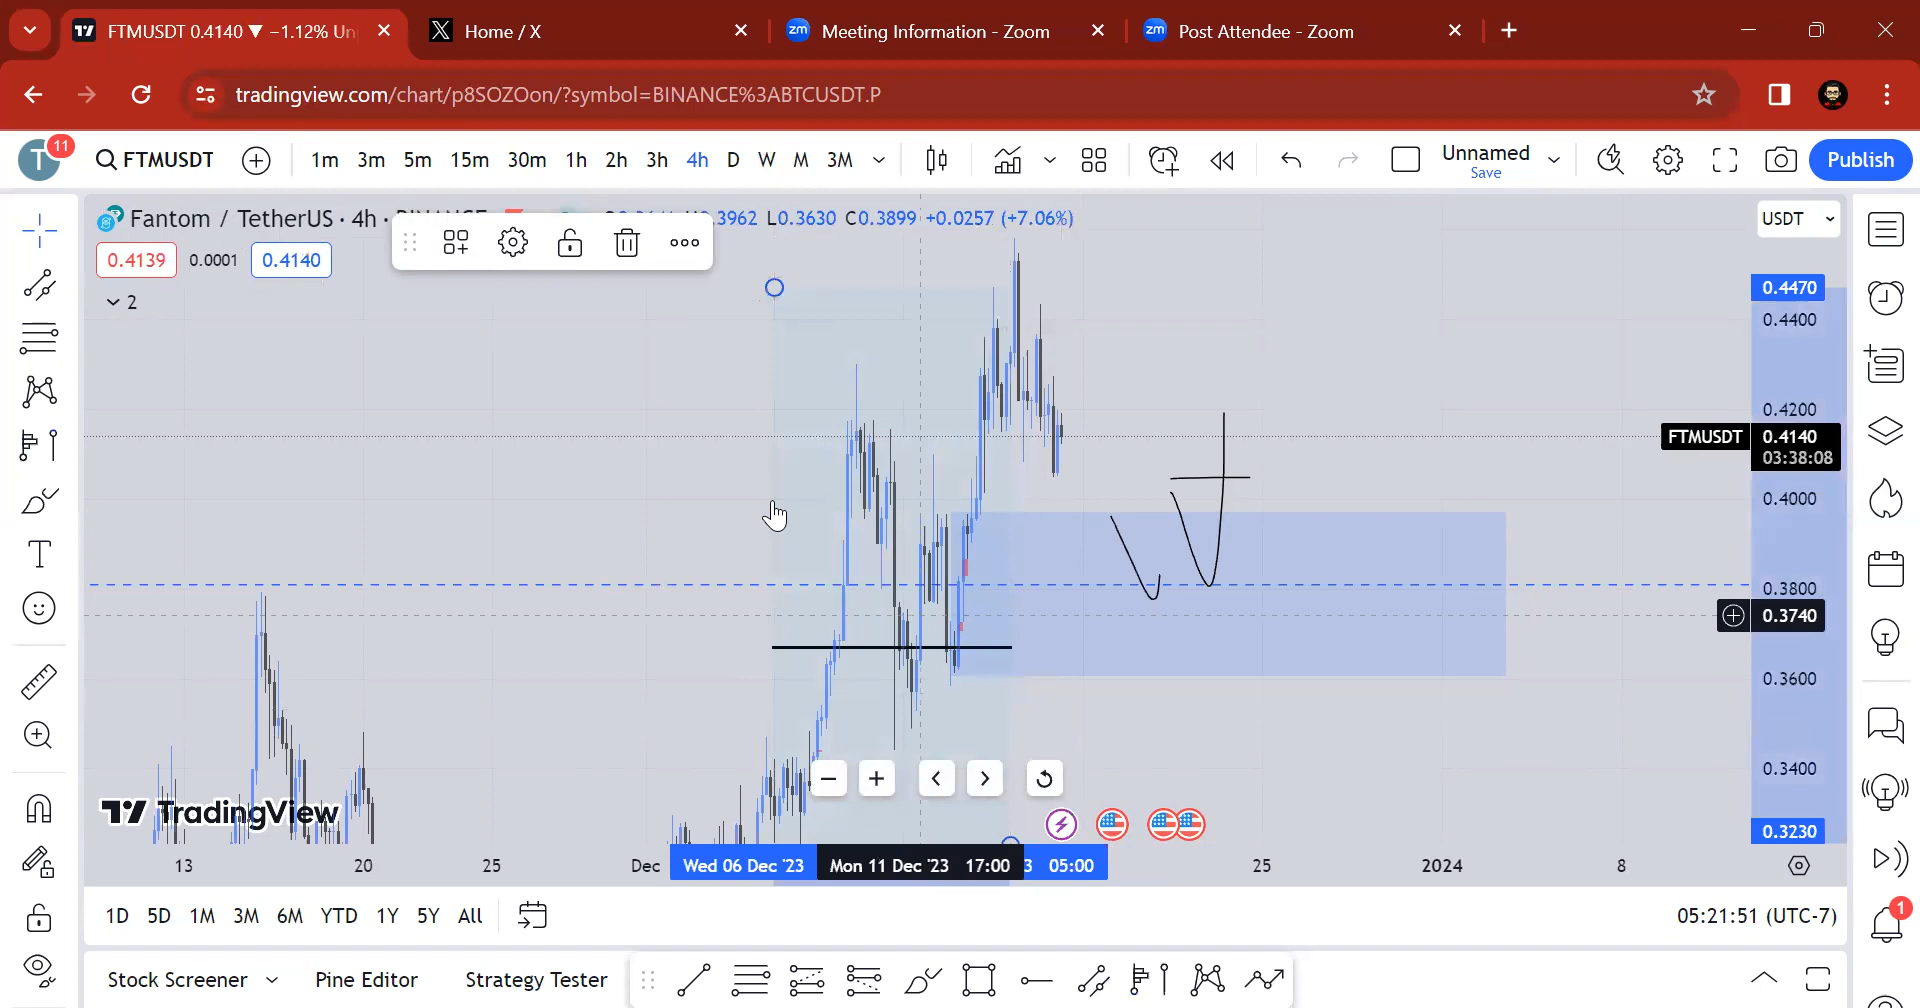 FTMUSDT 0.4140 ▼ −1.12% Un
Home / X
Meeting Information - Zoom
Post Attendee - Zoom
tradingview.com/chart/p8SOZOon/?symbol=BINANCE%3ABTCUSDT.P
T 11 FTMUSDT 1m 3m 5m 15m 30m 1h 2h 3h 4h D W M 3M Unnamed Save Publish
Fantom / TetherUS · 4h · .3962 L0.3630 C0.3899 +0.0257 (+7.06%)
USDT
0.4139 0.0001 0.4140
2
0.4470
0.4400
0.4200
FTMUSDT 0.4140
03:38:08
0.4000
0.3800
0.3740
0.3600
0.3400
0.3230
TradingView
13 20 25 Dec Wed 06 Dec '23 Mon 11 Dec '23 17:00 3 05:00 25 2024 8
1D 5D 1M 3M 6M YTD 1Y 5Y All 05:21:51 (UTC-7)
1
Stock Screener Pine Editor Strategy Tester